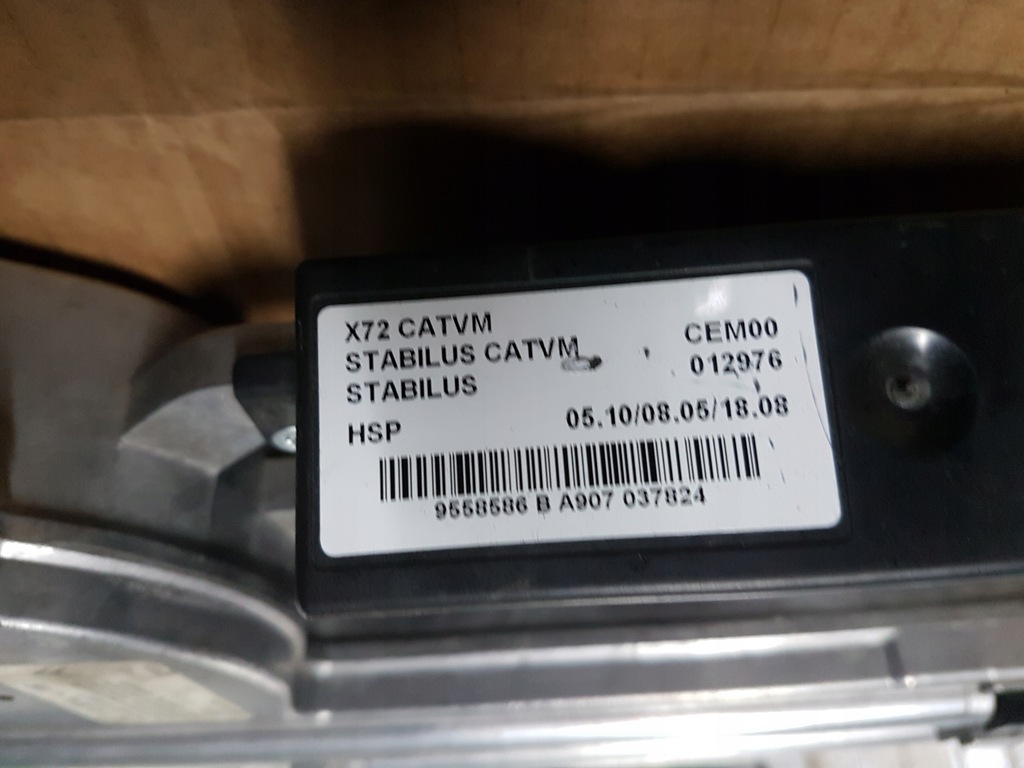 X72 CATVM
STABILUS CATVM
STABILUS
CEM00
012976
HSP
05.10/08.05/18.08
9558586 B A907 037824